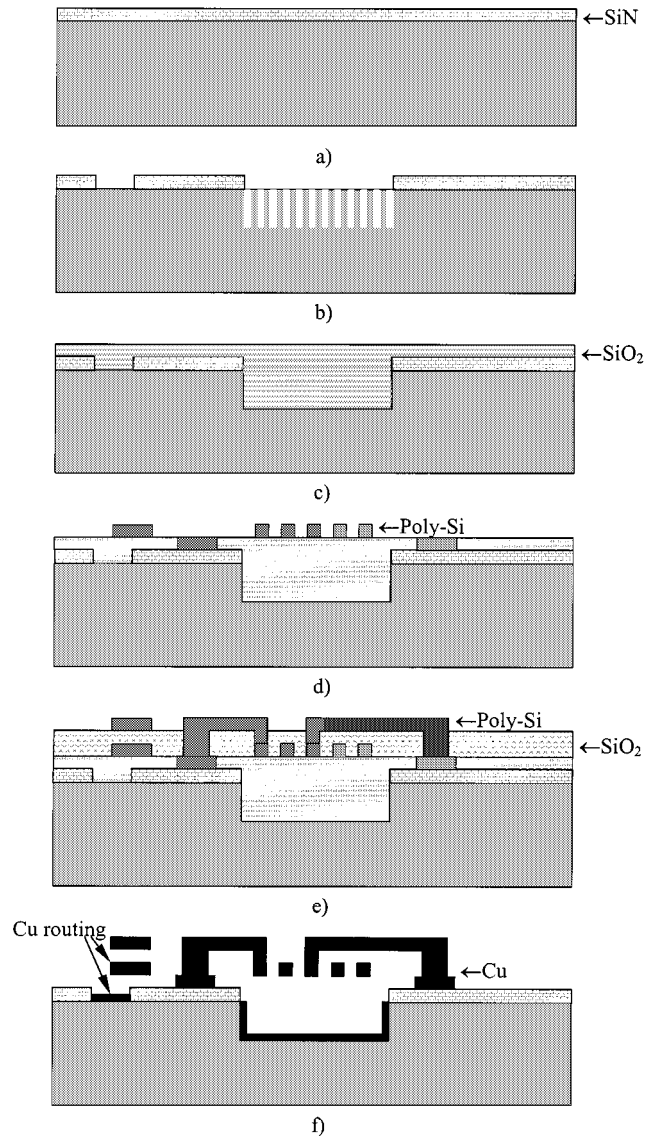 ←SiN
a)
b)
←SiO₂
c)
←Poly-Si
d)
←Poly-Si
←SiO₂
e)
Cu routing
←Cu
f)